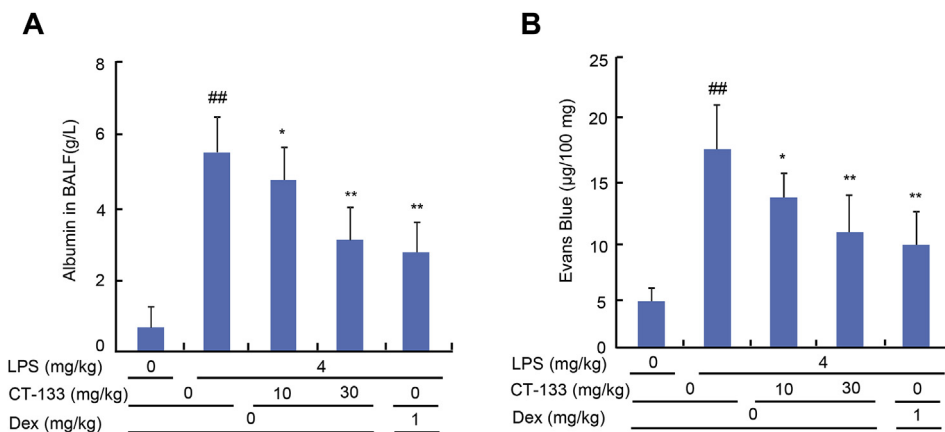 A
Albumin in BALF(g/L)
8
6
4
2
0
##
*
**
**
LPS (mg/kg) 0 4
CT-133 (mg/kg) 0 10 30 0
Dex (mg/kg) 0 1
B
Evans Blue (µg/100 mg)
25
20
15
10
5
0
##
*
**
**
LPS (mg/kg) 0 4
CT-133 (mg/kg) 0 10 30 0
Dex (mg/kg) 0 1